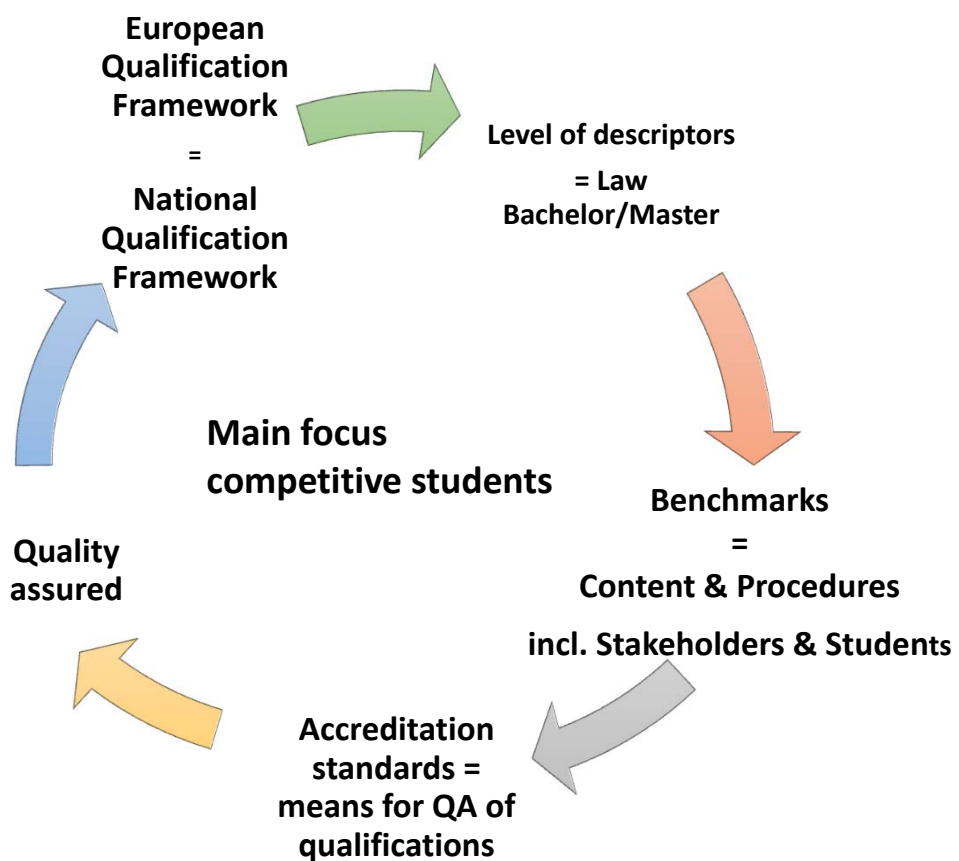 European
Qualification
Framework
=
National
Qualification
Framework
Level of descriptors
= Law
Bachelor/Master
Main focus
competitive students
Benchmarks
=
Content & Procedures
incl. Stakeholders & Students
Accreditation
standards =
means for QA of
qualifications
Quality
assured